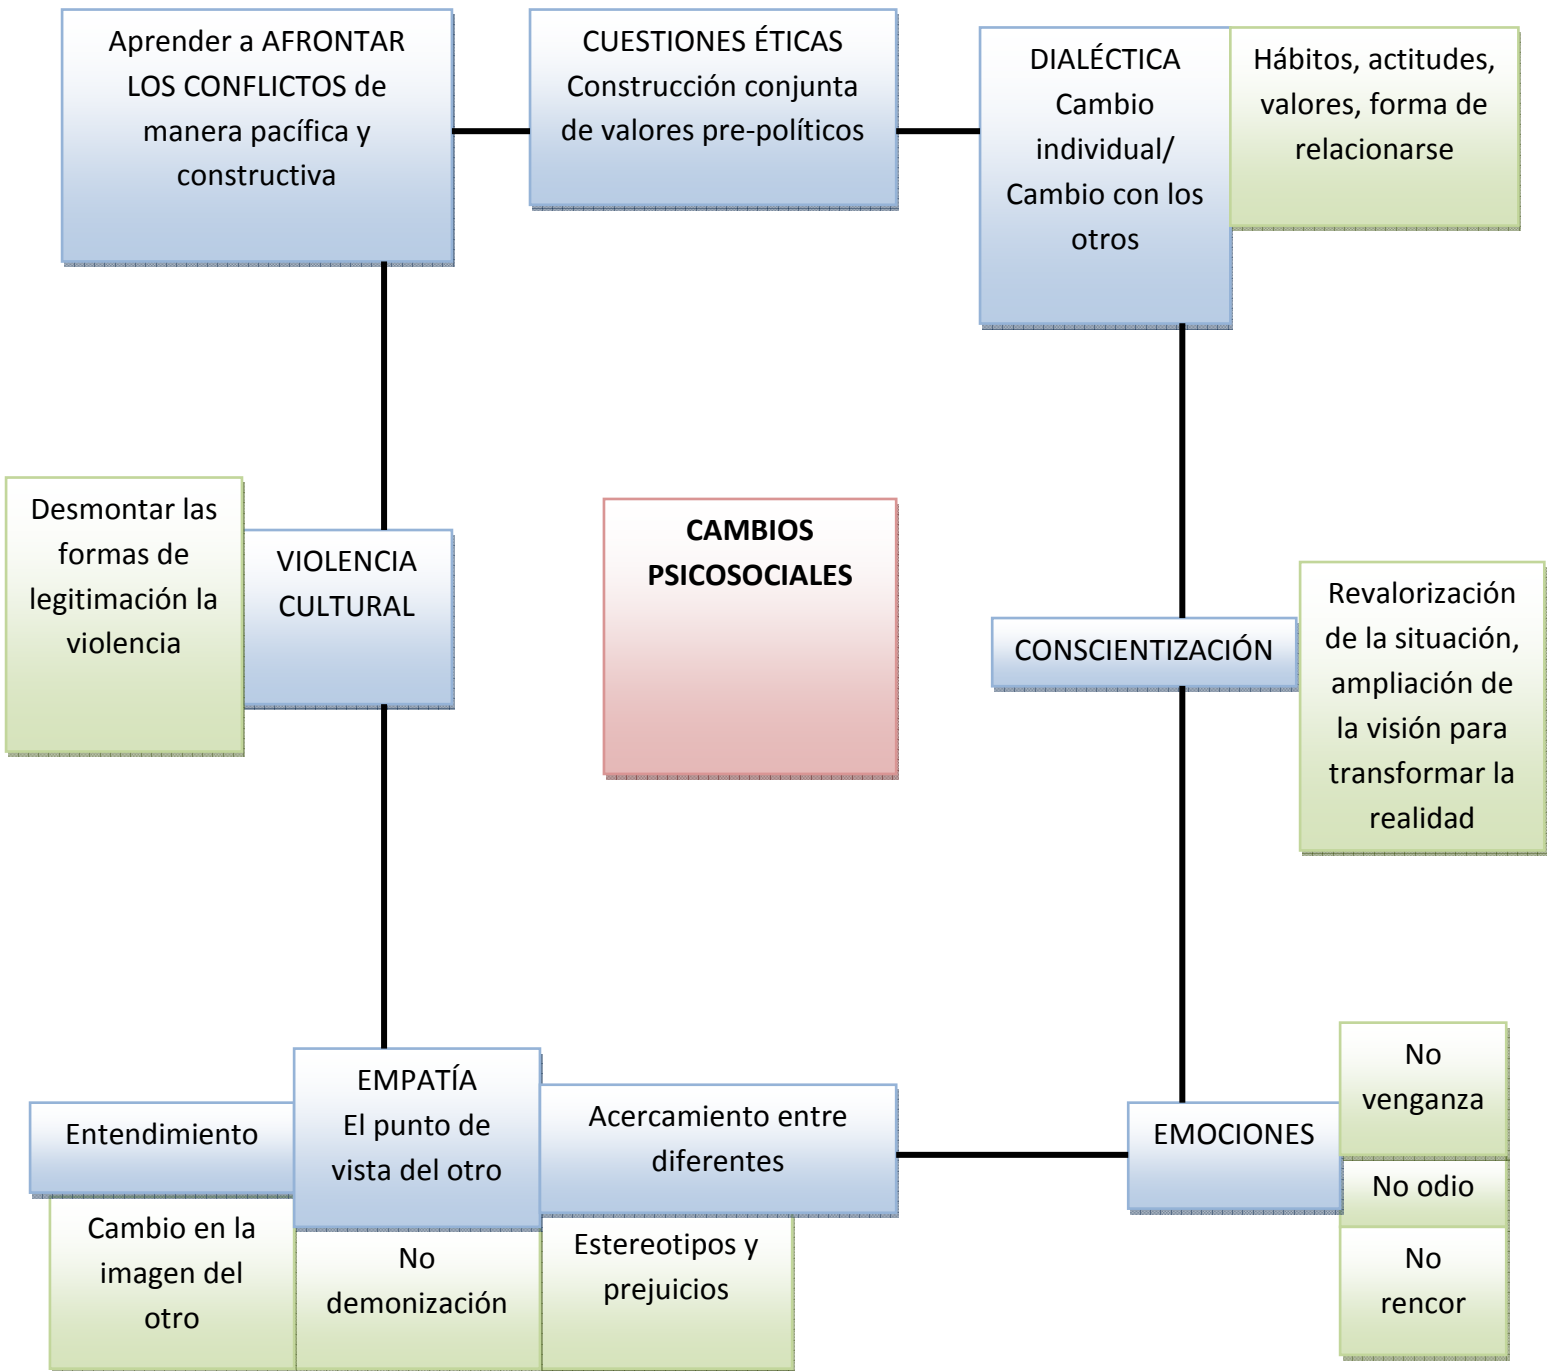 Aprender a AFRONTAR
LOS CONFLICTOS de
manera pacífica y
constructiva
CUESTIONES ÉTICAS
Construcción conjunta
de valores pre-políticos
DIALÉCTICA
Cambio
individual/
Cambio con los
otros
Hábitos, actitudes,
valores, forma de
relacionarse
Desmontar las
formas de
legitimación la
violencia
VIOLENCIA
CULTURAL
CAMBIOS
PSICOSOCIALES
CONSCIENTIZACIÓN
Revalorización
de la situación,
ampliación de
la visión para
transformar la
realidad
Entendimiento
EMPATÍA
El punto de
vista del otro
Acercamiento entre
diferentes
EMOCIONES
No
venganza
No odio
No
rencor
Cambio en la
imagen del
otro
No
demonización
Estereotipos y
prejuicios